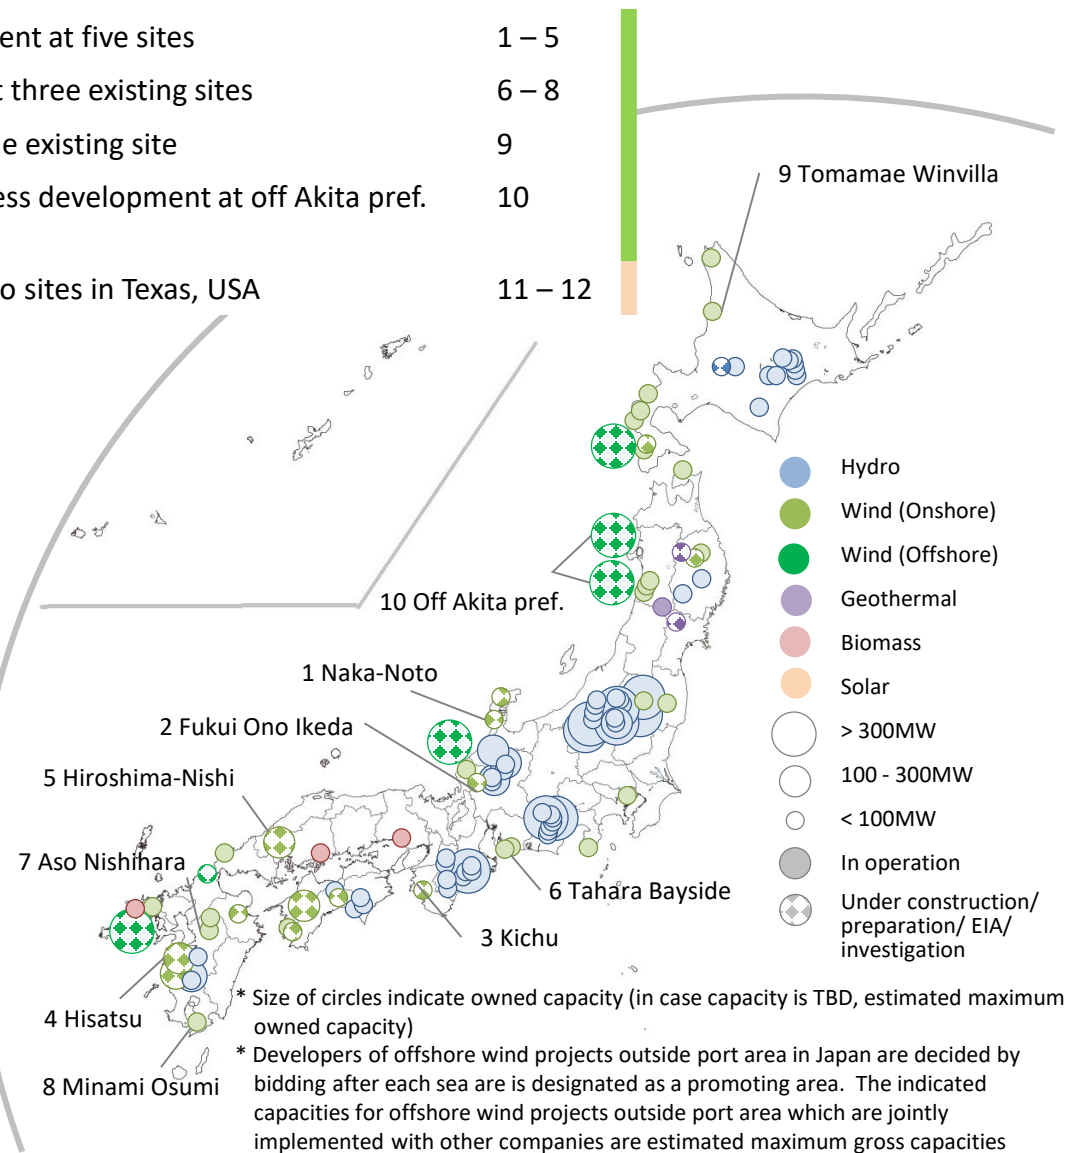 ent at five sites 1 – 5
t three existing sites 6 – 8
e existing site 9
ess development at off Akita pref. 10
o sites in Texas, USA 11 – 12
9 Tomamae Winvilla
10 Off Akita pref.
1 Naka-Noto
2 Fukui Ono Ikeda
5 Hiroshima-Nishi
7 Aso Nishihara
6 Tahara Bayside
3 Kichu
4 Hisatsu
8 Minami Osumi
Hydro
Wind (Onshore)
Wind (Offshore)
Geothermal
Biomass
Solar
> 300MW
100 - 300MW
< 100MW
In operation
Under construction/
preparation/ EIA/
investigation
* Size of circles indicate owned capacity (in case capacity is TBD, estimated maximum
owned capacity)
* Developers of offshore wind projects outside port area in Japan are decided by
bidding after each sea are is designated as a promoting area. The indicated
capacities for offshore wind projects outside port area which are jointly
implemented with other companies are estimated maximum gross capacities